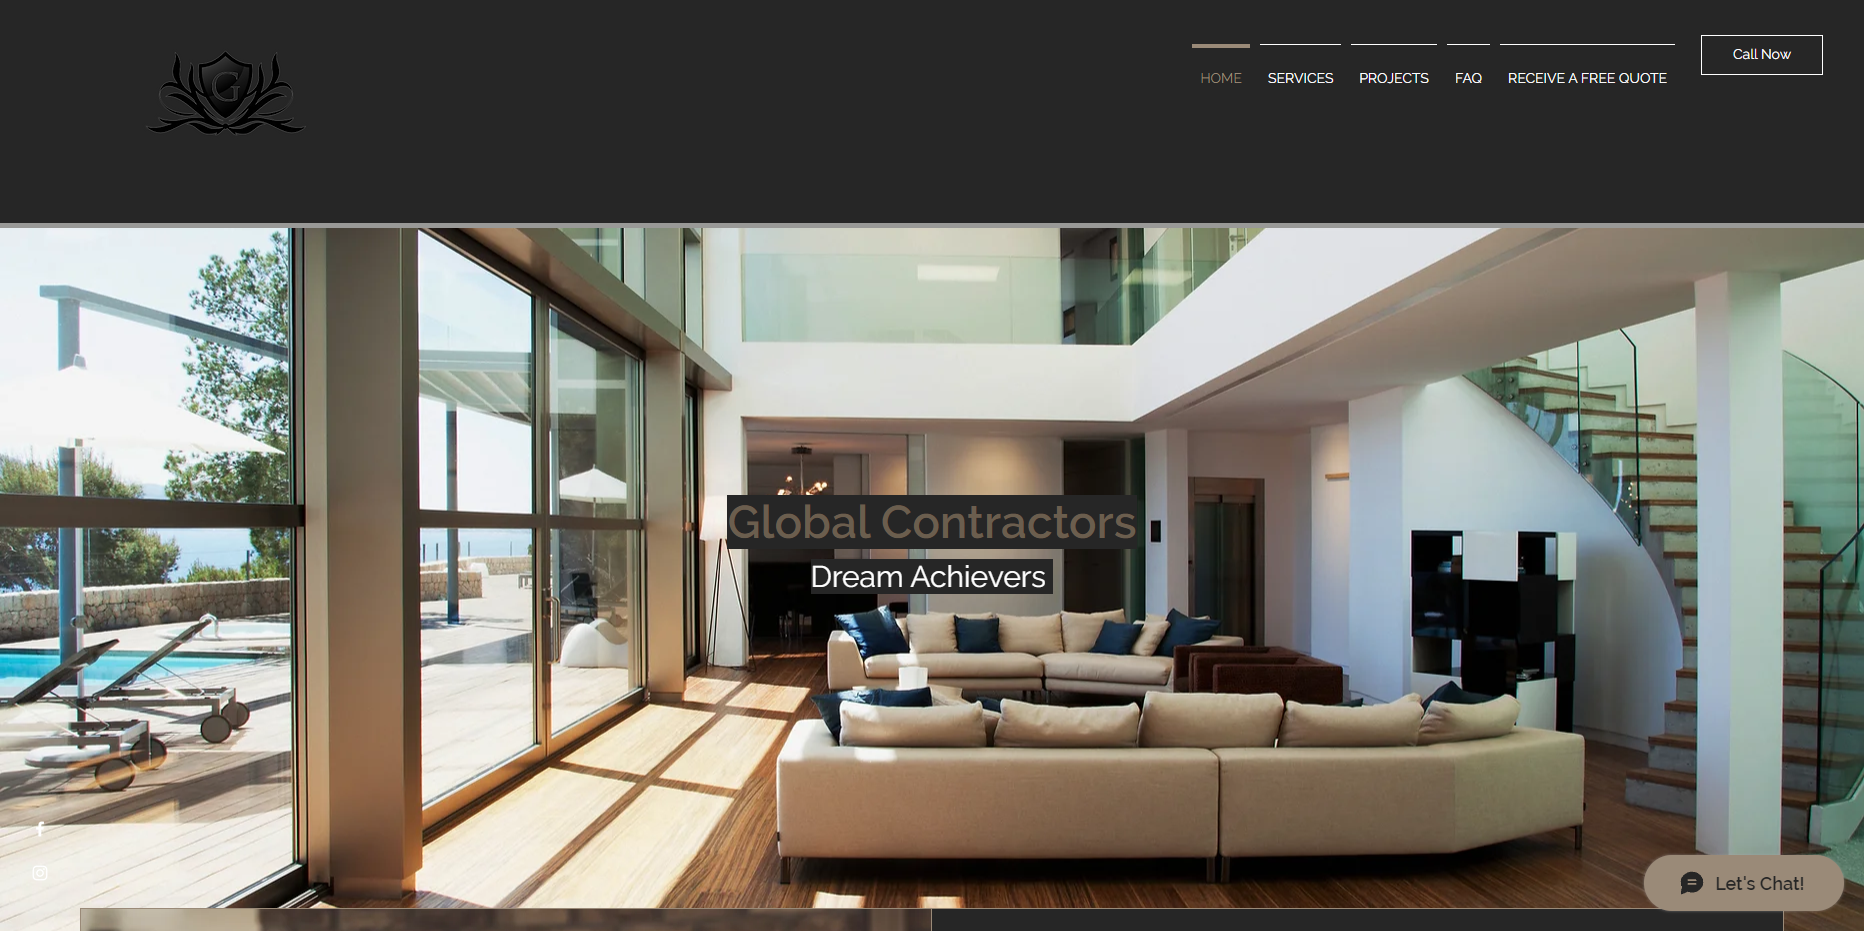 G
HOME SERVICES PROJECTS FAQ RECEIVE A FREE QUOTE
Call Now
Global Contractors
Dream Achievers
Let's Chat!